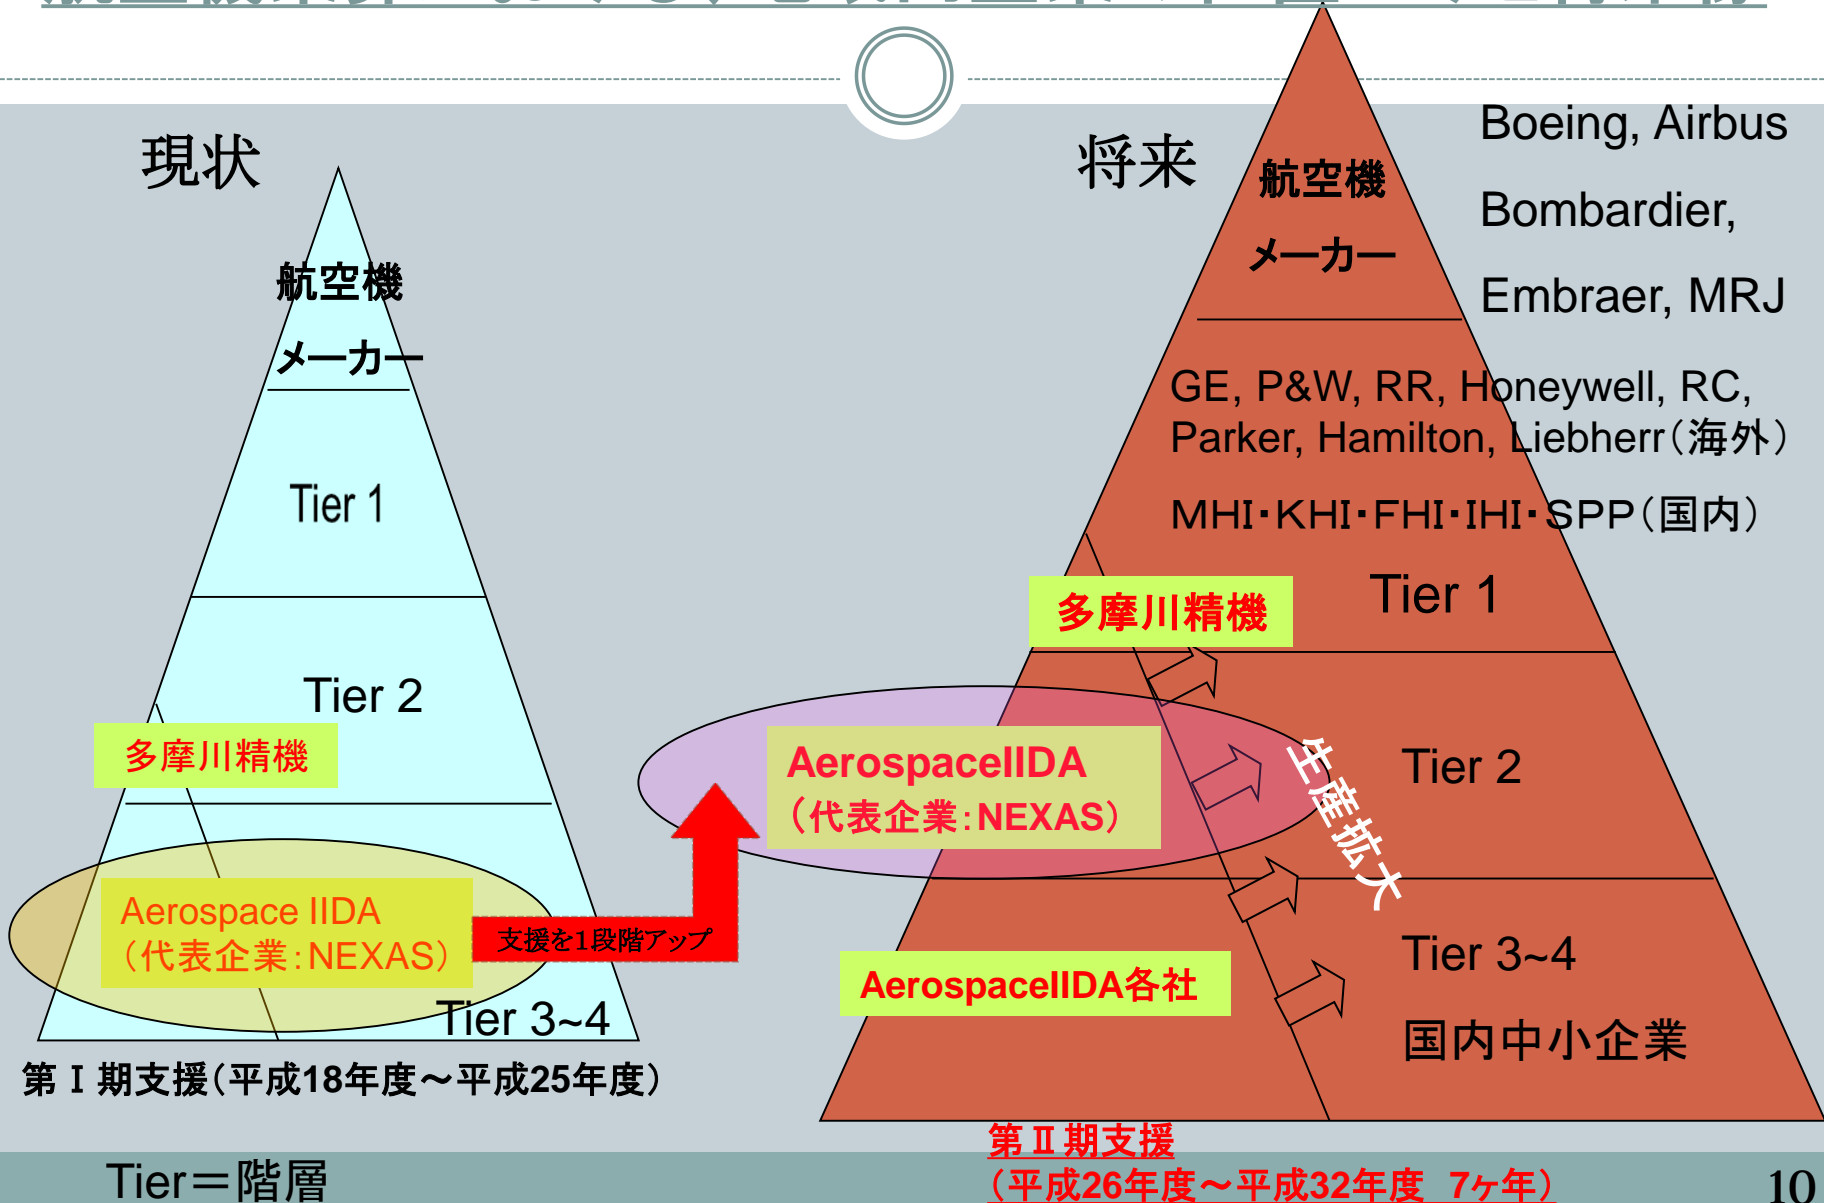 現状
航空機
メーカー
Tier 1
Tier 2
多摩川精機
Aerospace IIDA
（代表企業：NEXAS）
Tier 3~4
第Ⅰ期支援（平成18年度～平成25年度）
支援を1段階アップ
将来
航空機
メーカー
Boeing, Airbus
Bombardier,
Embraer, MRJ
GE, P&W, RR, Honeywell, RC,
Parker, Hamilton, Liebherr（海外）
MHI・KHI・FHI・IHI・SPP（国内）
多摩川精機
Tier 1
AerospaceIIDA
（代表企業：NEXAS）
Tier 2
生産拡大
AerospaceIIDA各社
Tier 3~4
国内中小企業
第Ⅱ期支援
（平成26年度～平成32年度 7ヶ年）
Tier＝階層
10